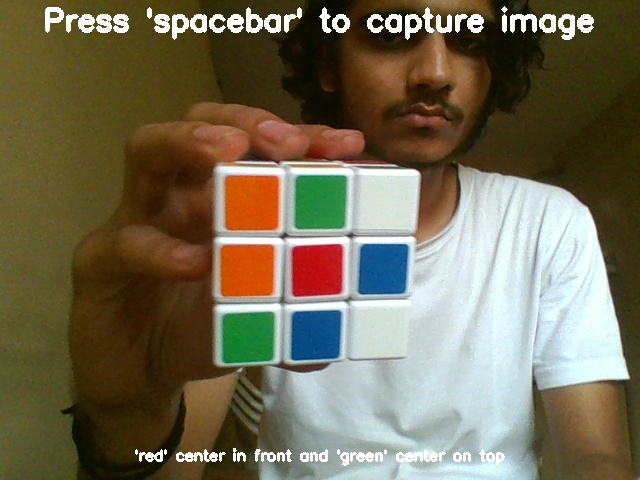 Press 'spacebar' to capture image
'red' center in front and 'green' center on top